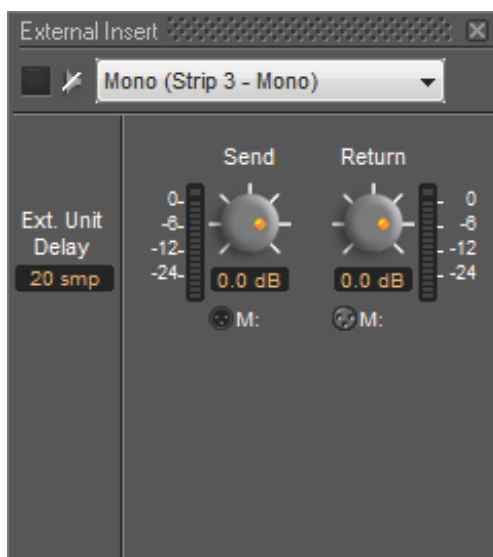 External Insert
Mono (Strip 3 - Mono)
Send Return
Ext. Unit
Delay
20 smp
0
-6
-12
-24
0
-6
-12
-24
0.0 dB 0.0 dB
M: M: